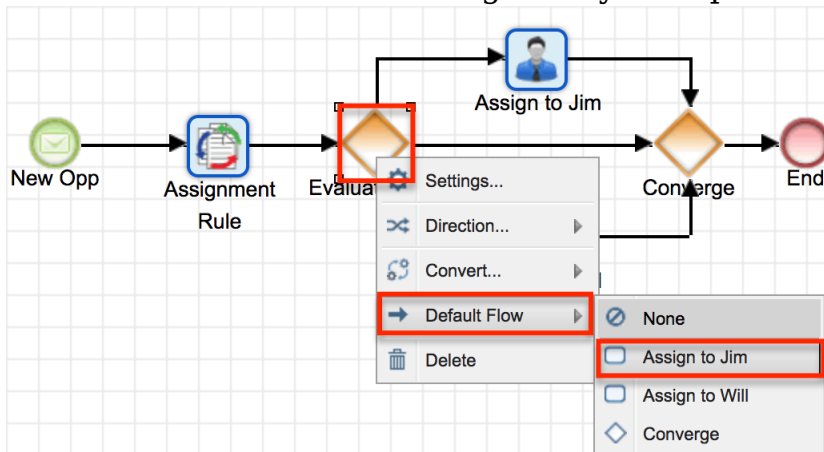 Assign to Jim
New Opp
Assignment
Rule
Converge
End
Settings...
Direction...
Convert...
Default Flow
Delete
None
Assign to Jim
Assign to Will
Converge